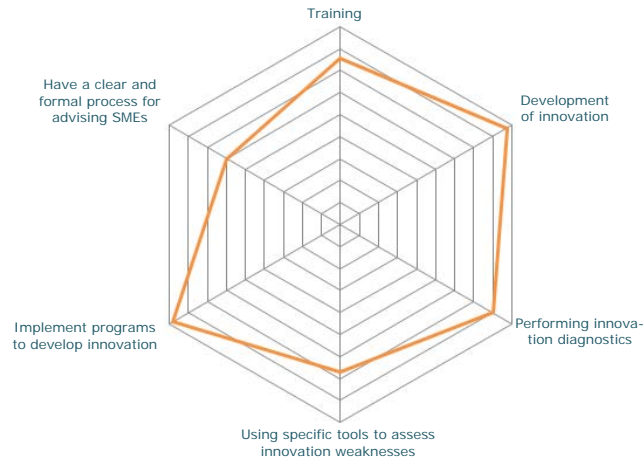 Training
Have a clear and
formal process for
advising SMEs
Development
of innovation
Implement programs
to develop innovation
Performing innova-
tion diagnostics
Using specific tools to assess
innovation weaknesses